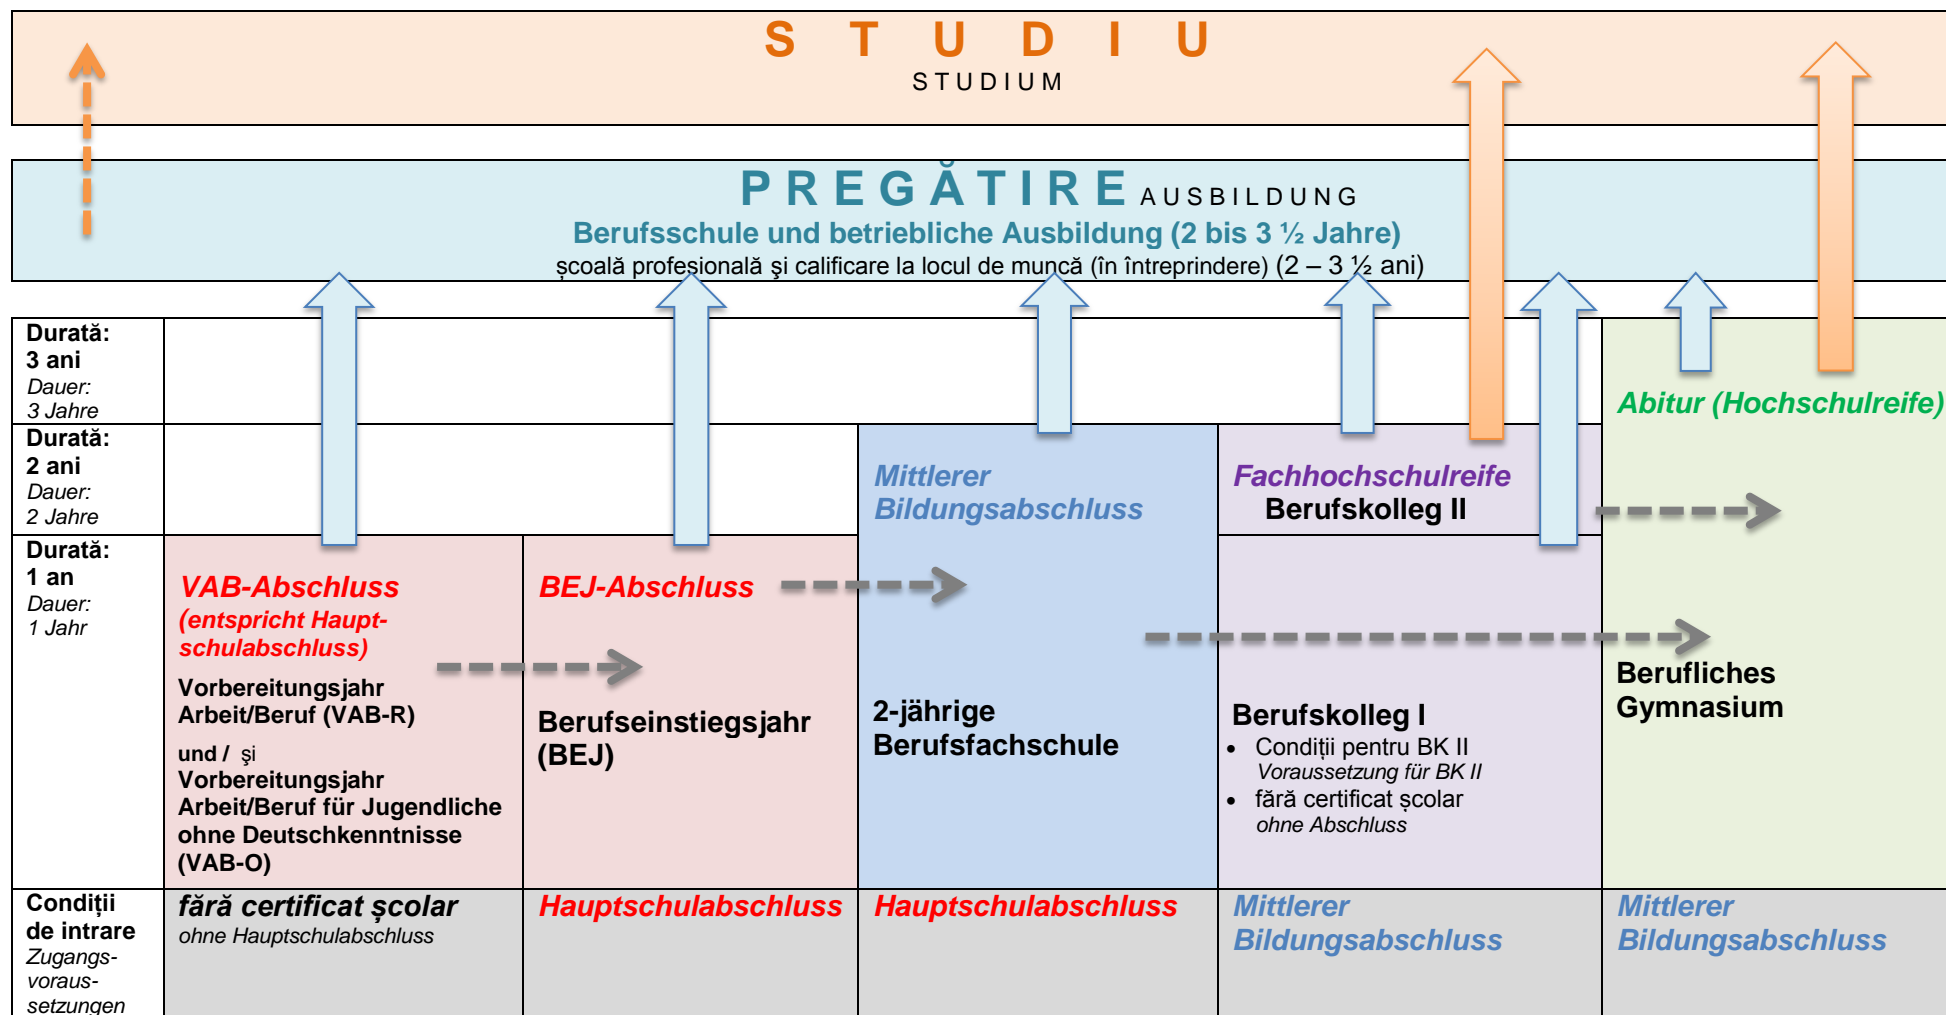 S T U D I U
STUDIUM
PREGĂTIRE AUSBILDUNG
Berufsschule und betriebliche Ausbildung (2 bis 3 ½ Jahre)
școală profesională şi calificare la locul de muncă (în întreprindere) (2 – 3 ½ ani)
Durată:
3 ani
Dauer:
3 Jahre
Abitur (Hochschulreife)
Durată:
2 ani
Dauer:
2 Jahre
Mittlerer
Bildungsabschluss
Fachhochschulreife
Berufskolleg II
Durată:
1 an
Dauer:
1 Jahr
VAB-Abschluss
(entspricht Haupt-
schulabschluss)
Vorbereitungsjahr
Arbeit/Beruf (VAB-R)
und / şi
Vorbereitungsjahr
Arbeit/Beruf für Jugendliche
ohne Deutschkenntnisse
(VAB-O)
BEJ-Abschluss
Berufseinstiegsjahr
(BEJ)
2-jährige
Berufsfachschule
Berufskolleg I
• Condiții pentru BK II
Voraussetzung für BK II
• fără certificat școlar
ohne Abschluss
Berufliches
Gymnasium
Condiții
de intrare
Zugangs-
voraus-
setzungen
fără certificat școlar
ohne Hauptschulabschluss
Hauptschulabschluss
Hauptschulabschluss
Mittlerer
Bildungsabschluss
Mittlerer
Bildungsabschluss